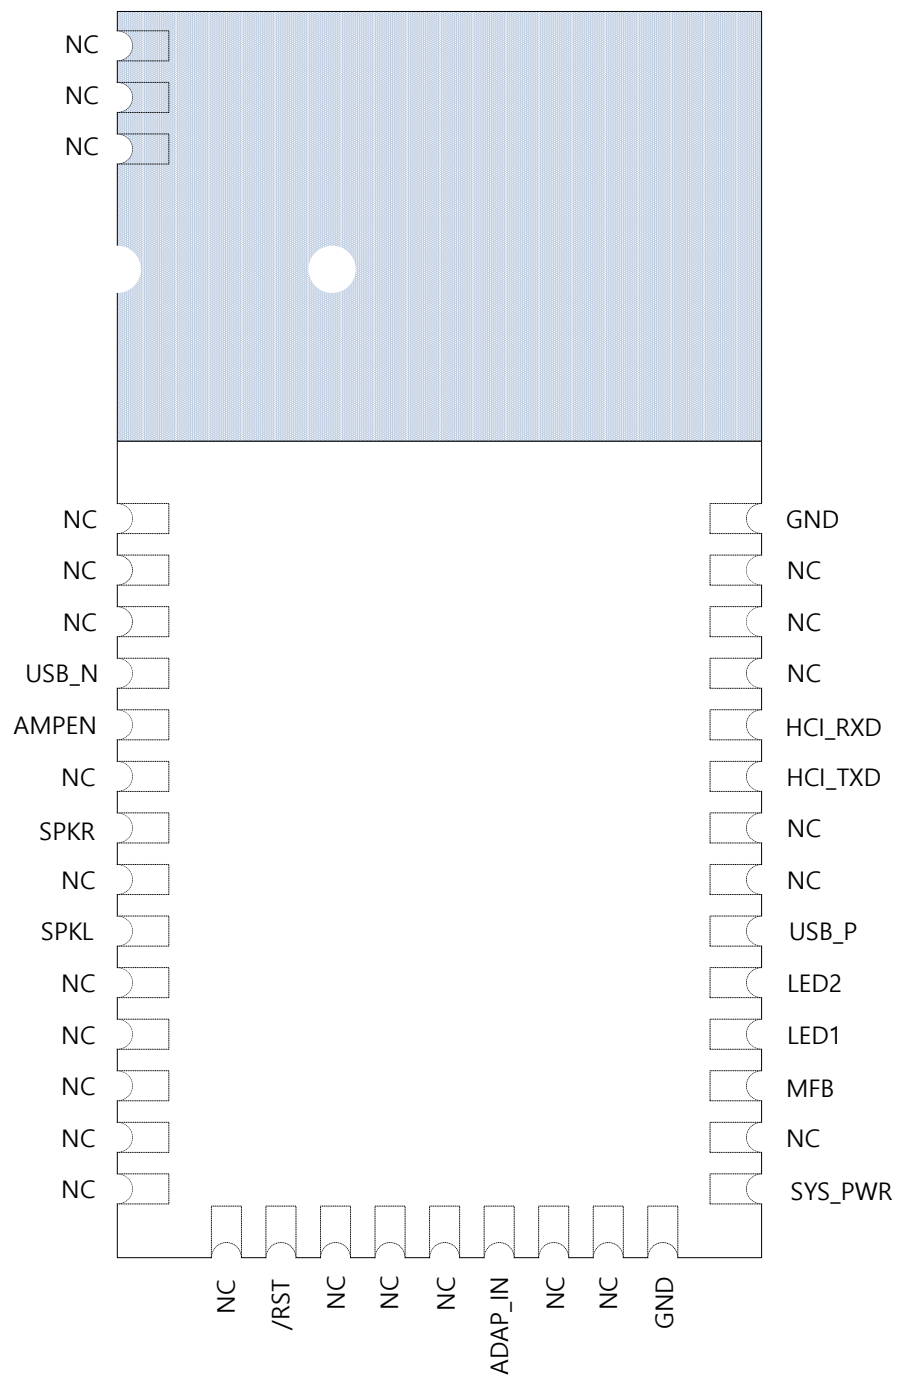 NC
NC
NC
NC
NC
NC
USB_N
AMPEN
NC
SPKR
NC
SPKL
NC
NC
NC
NC
NC
GND
NC
NC
NC
HCI_RXD
HCI_TXD
NC
NC
USB_P
LED2
LED1
MFB
NC
SYS_PWR
NC
/RST
NC
NC
NC
ADAP_IN
NC
NC
GND